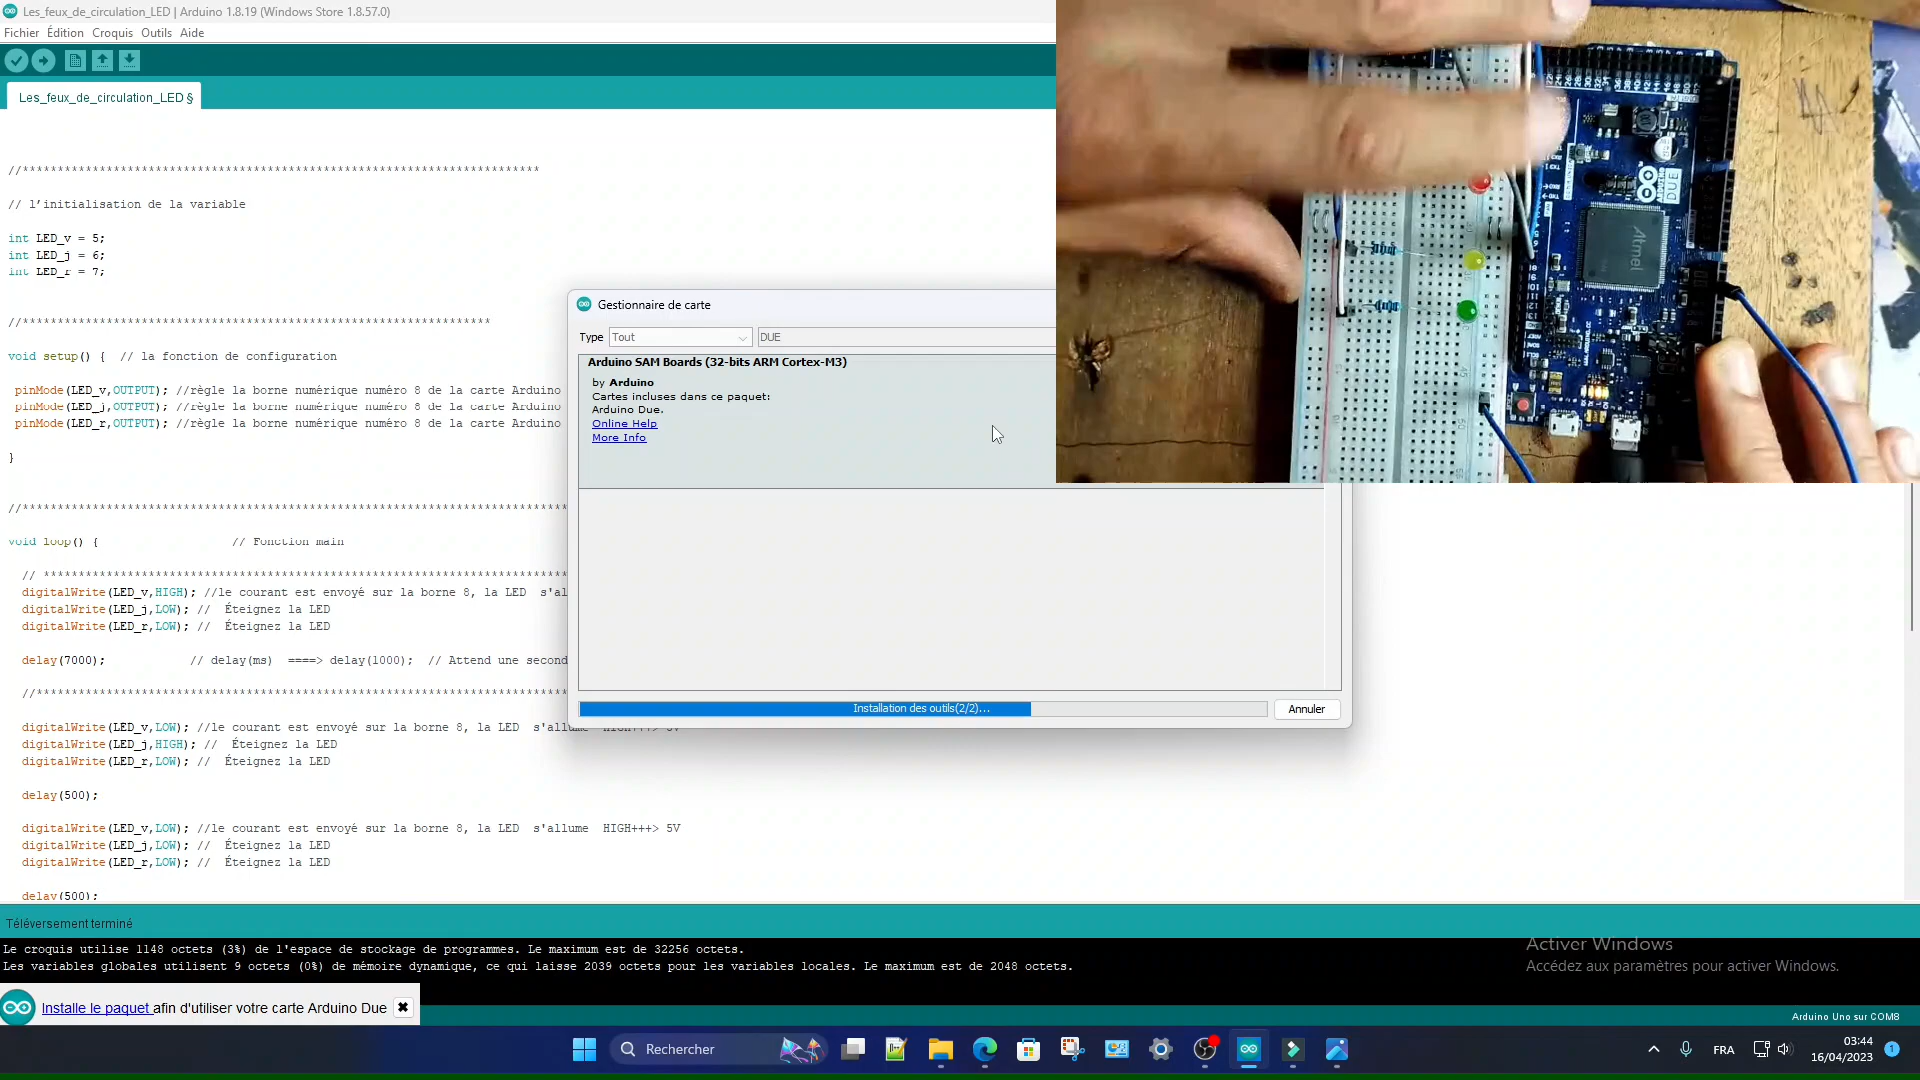 Les_feux_de_circulation_LED | Arduino 1.8.19 (Windows Store 1.8.57.0)
Fichier Édition Croquis Outils Aide
Les_feux_de_circulation_LED §
//**************************************************************************
// l’initialisation de la variable
int LED_v = 5;
int LED_j = 6;
int LED_r = 7;
//*******************************************************************
void setup() {  // la fonction de configuration
pinMode(LED_v,OUTPUT); //règle la borne numérique numéro 8 de la carte Arduino
pinMode(LED_j,OUTPUT); //règle la borne numérique numéro 8 de la carte Arduino
pinMode(LED_r,OUTPUT); //règle la borne numérique numéro 8 de la carte Arduino
}
//******************************************************************************
void loop() {                   // Fonction main
// ***************************************************************************
digitalWrite(LED_v,HIGH); //le courant est envoyé sur la borne 8, la LED  s'al
digitalWrite(LED_j,LOW); //  Éteignez la LED
digitalWrite(LED_r,LOW); //  Éteignez la LED
delay(7000);            // delay(ms)  ====> delay(1000);  // Attend une second
//****************************************************************************
digitalWrite(LED_v,LOW); //le courant est envoyé sur la borne 8, la LED  s'allume  HIGH+++> 5V
digitalWrite(LED_j,HIGH); //  Éteignez la LED
digitalWrite(LED_r,LOW); //  Éteignez la LED
delay(500);
digitalWrite(LED_v,LOW); //le courant est envoyé sur la borne 8, la LED  s'allume  HIGH+++> 5V
digitalWrite(LED_j,LOW); //  Éteignez la LED
digitalWrite(LED_r,LOW); //  Éteignez la LED
delay(500);
Gestionnaire de carte
Type Tout DUE
Arduino SAM Boards (32-bits ARM Cortex-M3)
by Arduino
Cartes incluses dans ce paquet:
Arduino Due.
Online Help
More Info
Installation des outils(2/2)...
Annuler
DUE
Atmel
Téléversement terminé
Le croquis utilise 1148 octets (3%) de l'espace de stockage de programmes. Le maximum est de 32256 octets.
Les variables globales utilisent 9 octets (0%) de mémoire dynamique, ce qui laisse 2039 octets pour les variables locales. Le maximum est de 2048 octets.
Activer Windows
Accédez aux paramètres pour activer Windows.
Installe le paquet afin d'utiliser votre carte Arduino Due
Arduino Uno sur COM8
Rechercher
FRA
03:44
16/04/2023
1